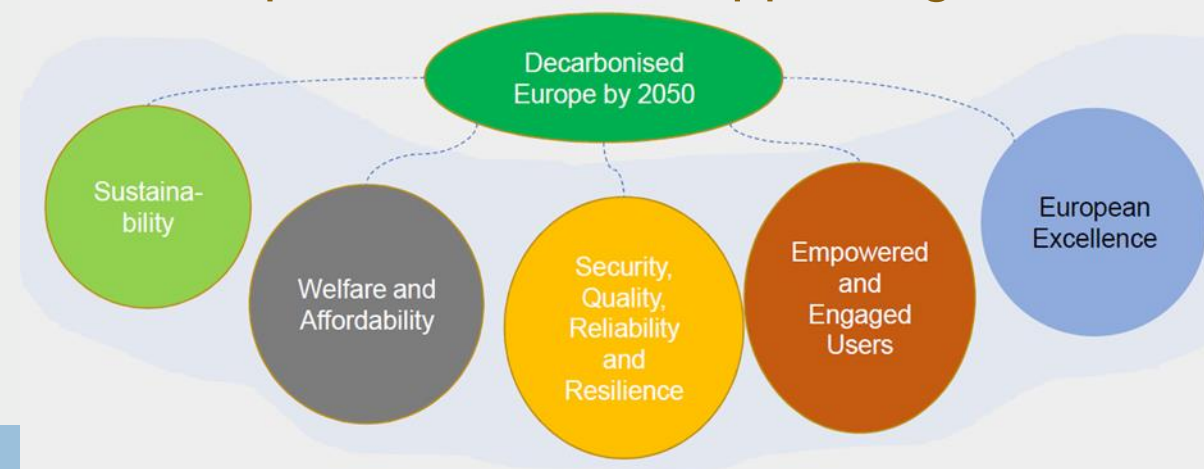 Decarbonised
Europe by 2050
Sustaina-
bility
Welfare and
Affordability
Security,
Quality,
Reliability
and
Resilience
Empowered
and
Engaged
Users
European
Excellence